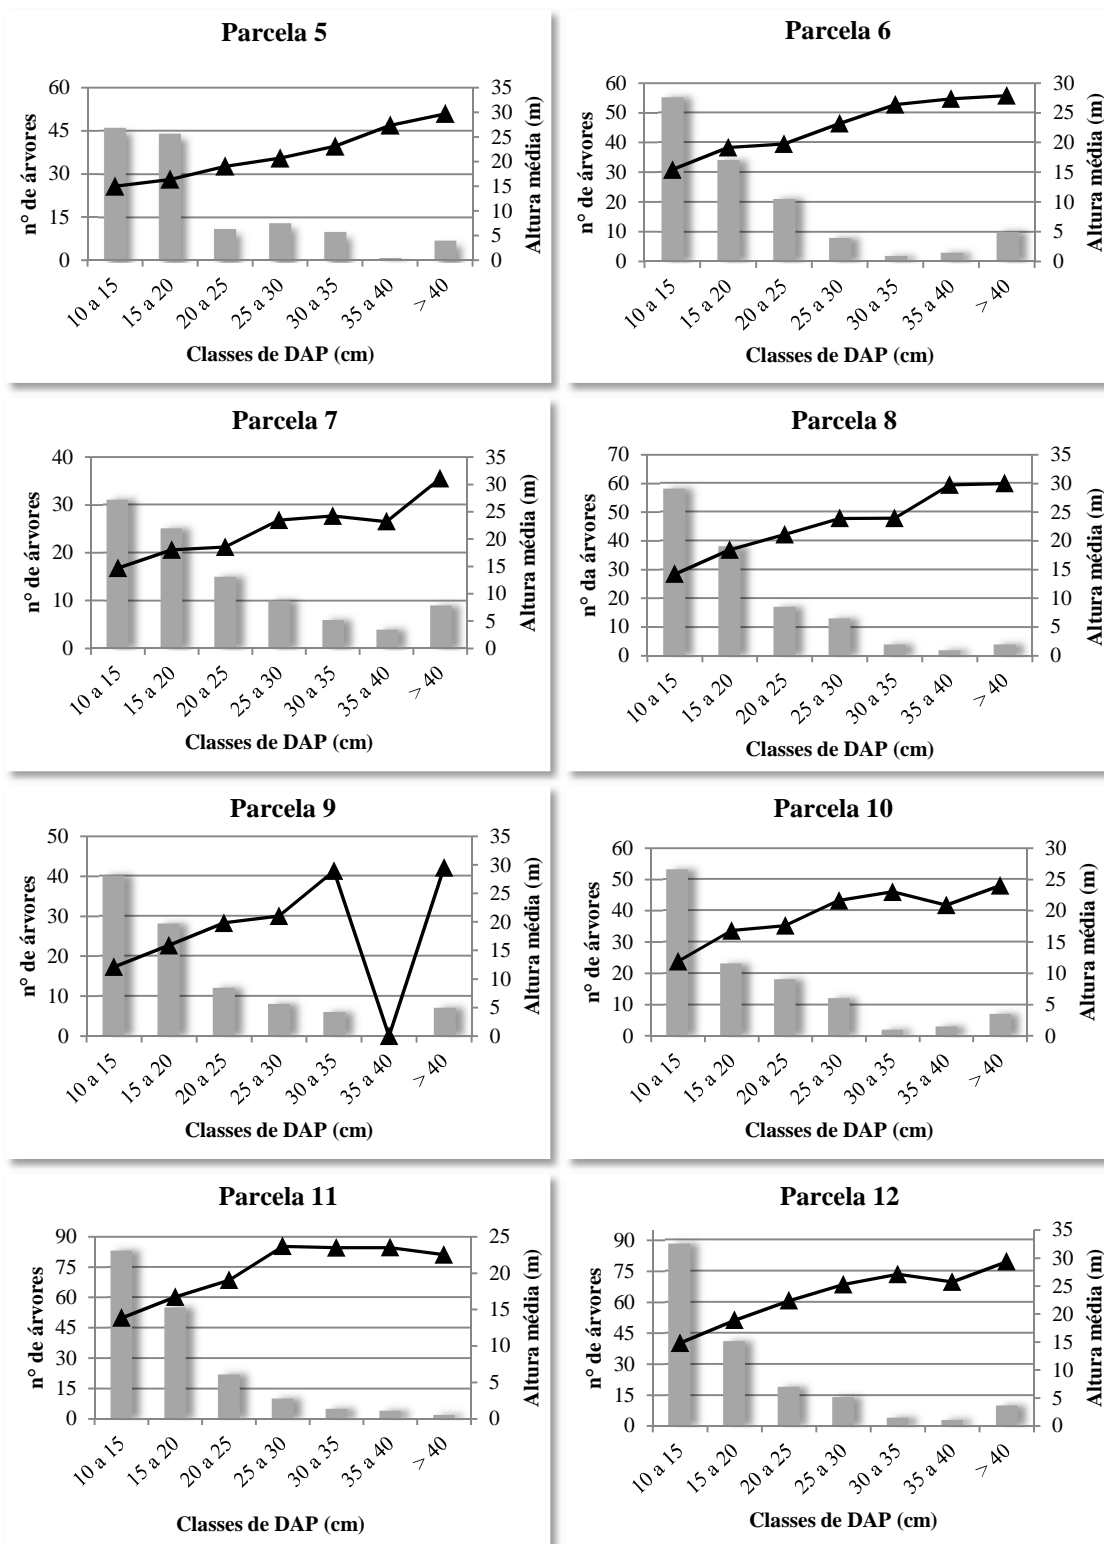 Parcela 5
60
45
30
15
0
35
30
25
20
15
10
5
0
n° de árvores
Altura média (m)
10 a 15
15 a 20
20 a 25
25 a 30
30 a 35
35 a 40
> 40
Classes de DAP (cm)
Parcela 6
60
50
40
30
20
10
0
30
25
20
15
10
5
0
n° de árvores
Altura média (m)
10 a 15
15 a 20
20 a 25
25 a 30
30 a 35
35 a 40
> 40
Classes de DAP (cm)
Parcela 7
40
30
20
10
0
35
30
25
20
15
10
5
0
n° de árvores
Altura média (m)
10 a 15
15 a 20
20 a 25
25 a 30
30 a 35
35 a 40
> 40
Classes de DAP (cm)
Parcela 8
70
60
50
40
30
20
10
0
35
30
25
20
15
10
5
0
n° da árvores
Altura média (m)
10 a 15
15 a 20
20 a 25
25 a 30
30 a 35
35 a 40
> 40
Classes de DAP (cm)
Parcela 9
50
40
30
20
10
0
35
30
25
20
15
10
5
0
n° de árvores
Altura média (m)
10 a 15
15 a 20
20 a 25
25 a 30
30 a 35
35 a 40
> 40
Classes de DAP (cm)
Parcela 10
60
50
40
30
20
10
0
30
25
20
15
10
5
0
n° de árvores
Altura média (m)
10 a 15
15 a 20
20 a 25
25 a 30
30 a 35
35 a 40
> 40
Classes de DAP (cm)
Parcela 11
90
75
60
45
30
15
0
25
20
15
10
5
0
n° de árvores
Altura média (m)
10 a 15
15 a 20
20 a 25
25 a 30
30 a 35
35 a 40
> 40
Classes de DAP (cm)
Parcela 12
90
75
60
45
30
15
0
35
30
25
20
15
10
5
0
n° de árvores
Altura média (m)
10 a 15
15 a 20
20 a 25
25 a 30
30 a 35
35 a 40
> 40
Classes de DAP (cm)